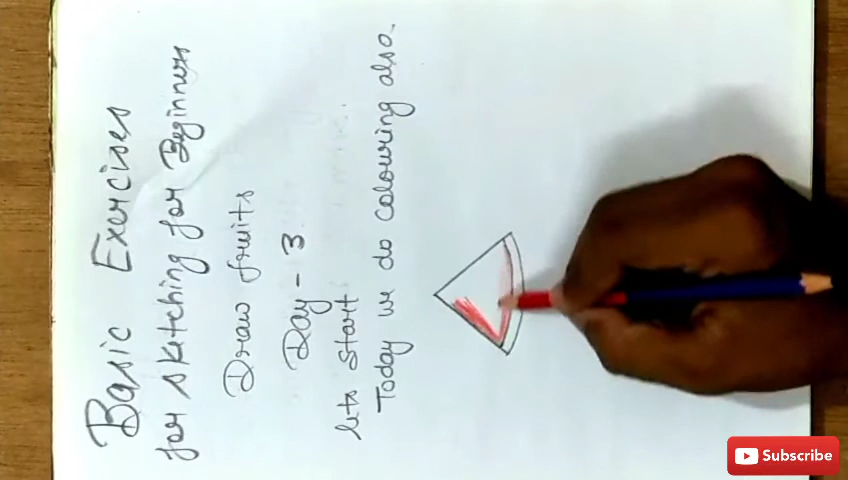 Basic Exercises
for sketching for Beginners
Draw fruits
Day - 3
lets start
Today we do colouring also.
Subscribe